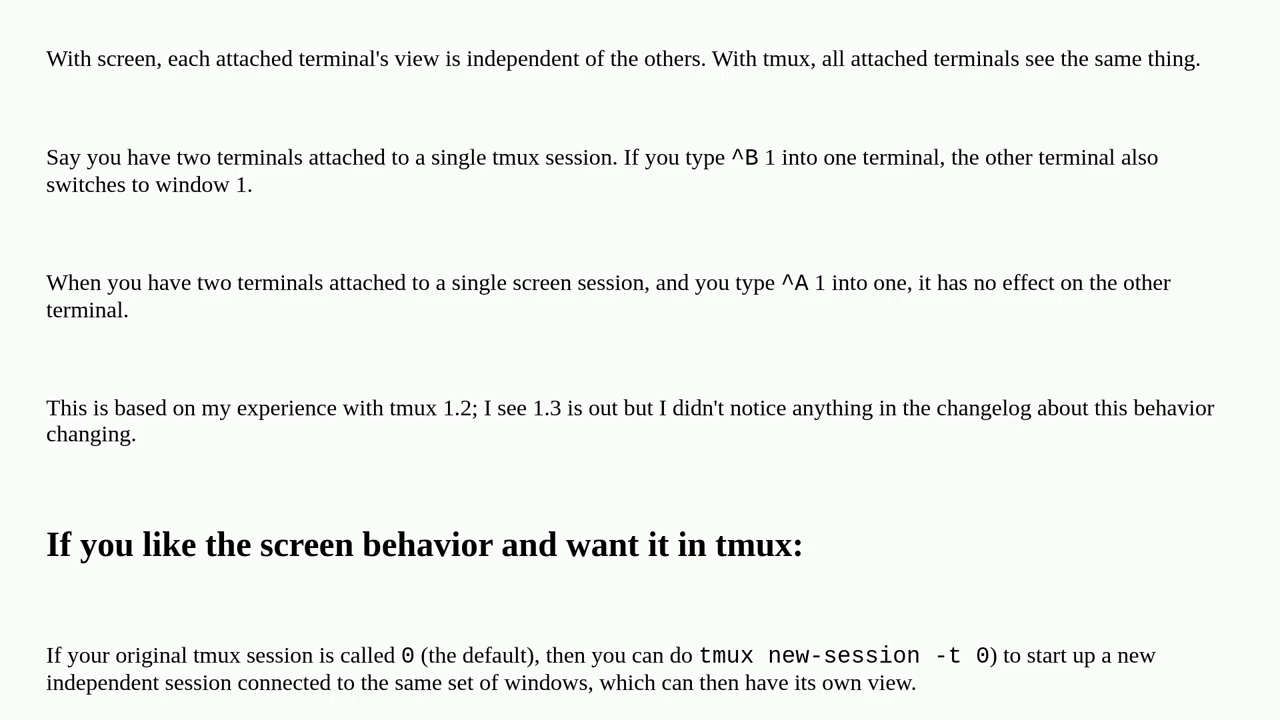 With screen, each attached terminal's view is independent of the others. With tmux, all attached terminals see the same thing.
Say you have two terminals attached to a single tmux session. If you type ^B 1 into one terminal, the other terminal also
switches to window 1.
When you have two terminals attached to a single screen session, and you type ^A 1 into one, it has no effect on the other
terminal.
This is based on my experience with tmux 1.2; I see 1.3 is out but I didn't notice anything in the changelog about this behavior
changing.
If you like the screen behavior and want it in tmux:
If your original tmux session is called 0 (the default), then you can do tmux new-session -t 0) to start up a new
independent session connected to the same set of windows, which can then have its own view.